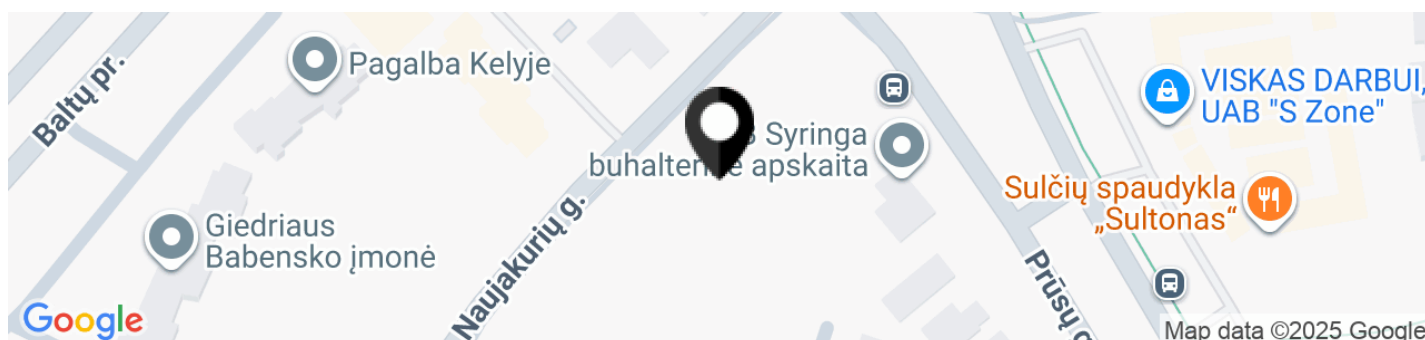 Baltų pr.
Pagalba Kelyje
VISKAS DARBUI,
UAB "S Zone"
Syringa
apskaita
Sulčių spaudykla
„Sultonas“
Giedriaus
Babensko įmonė
Naujakurių g.
Prūsų
Google
Map data ©2025 Google